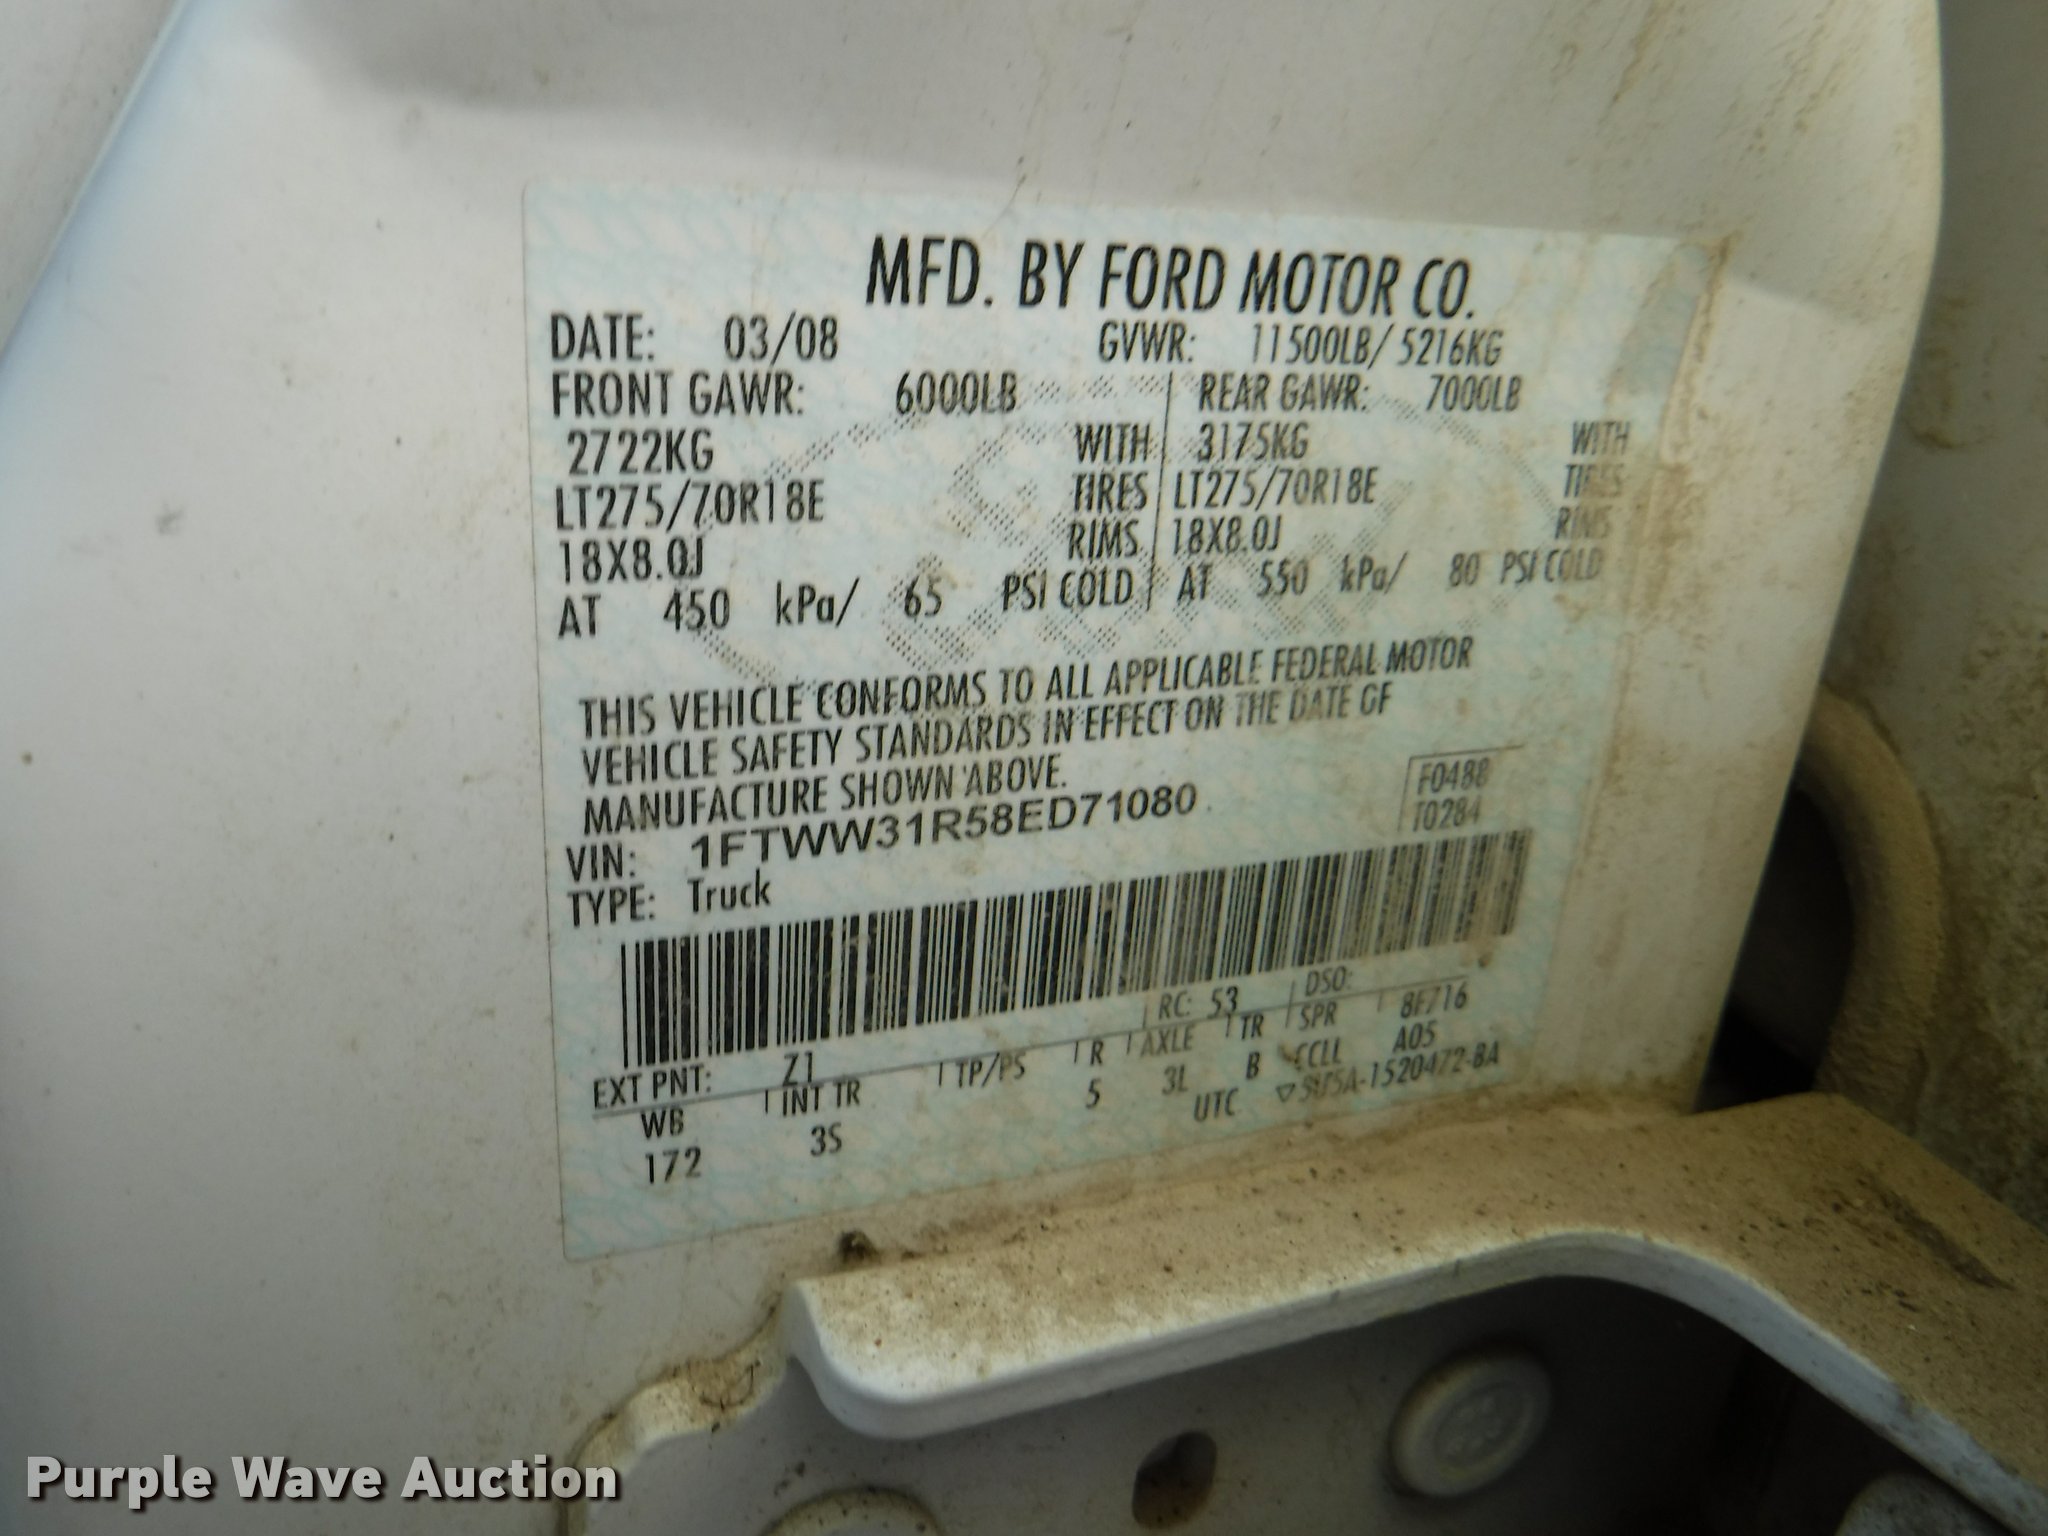 MFD. BY FORD MOTOR CO.
DATE: 03/08 GVWR: 11500LB/ 5216KG
FRONT GAWR: 6000LB REAR GAWR: 7000LB
2722KG WITH 3175KG WITH
LT275/70R18E TIRES LT275/70R18E TIRES
18X8.0J RIMS 18X8.0J RIMS
AT 450 kPa/ 65 PSI COLD AT 550 kPa/ 80 PSI COLD
THIS VEHICLE CONFORMS TO ALL APPLICABLE FEDERAL MOTOR
VEHICLE SAFETY STANDARDS IN EFFECT ON THE DATE OF
MANUFACTURE SHOWN ABOVE.
VIN: 1FTWW31R58ED71080
F0488
T0284
TYPE: Truck
RC: 53 DSO:
EXT PNT: Z1 8F716
WB INT TR TP/PS R AXLE TR SPR
172 3S 5 3L B CCLL A05
UTC
Purple Wave Auction